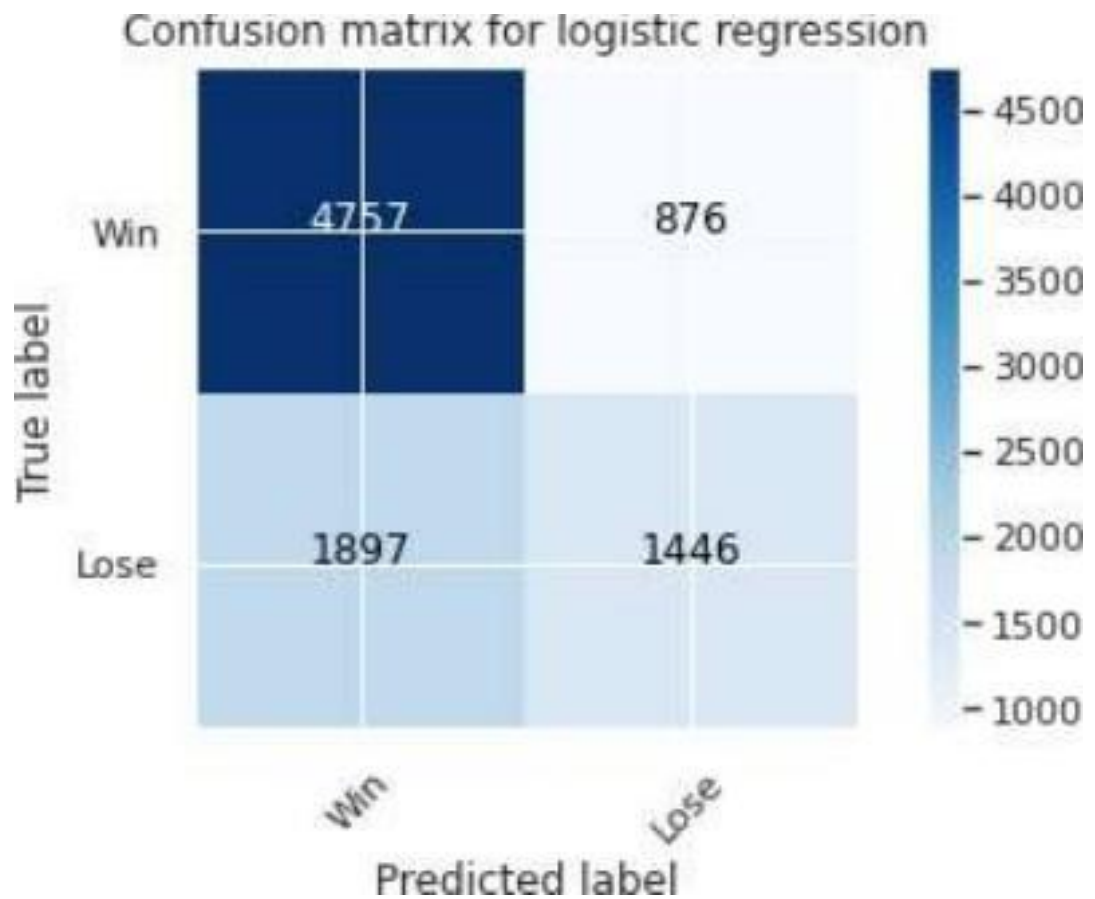 Confusion matrix for logistic regression
4500
4000
3500
3000
2500
2000
1500
1000
Win
4757
876
Lose
1897
1446
True label
Win
Lose
Predicted label